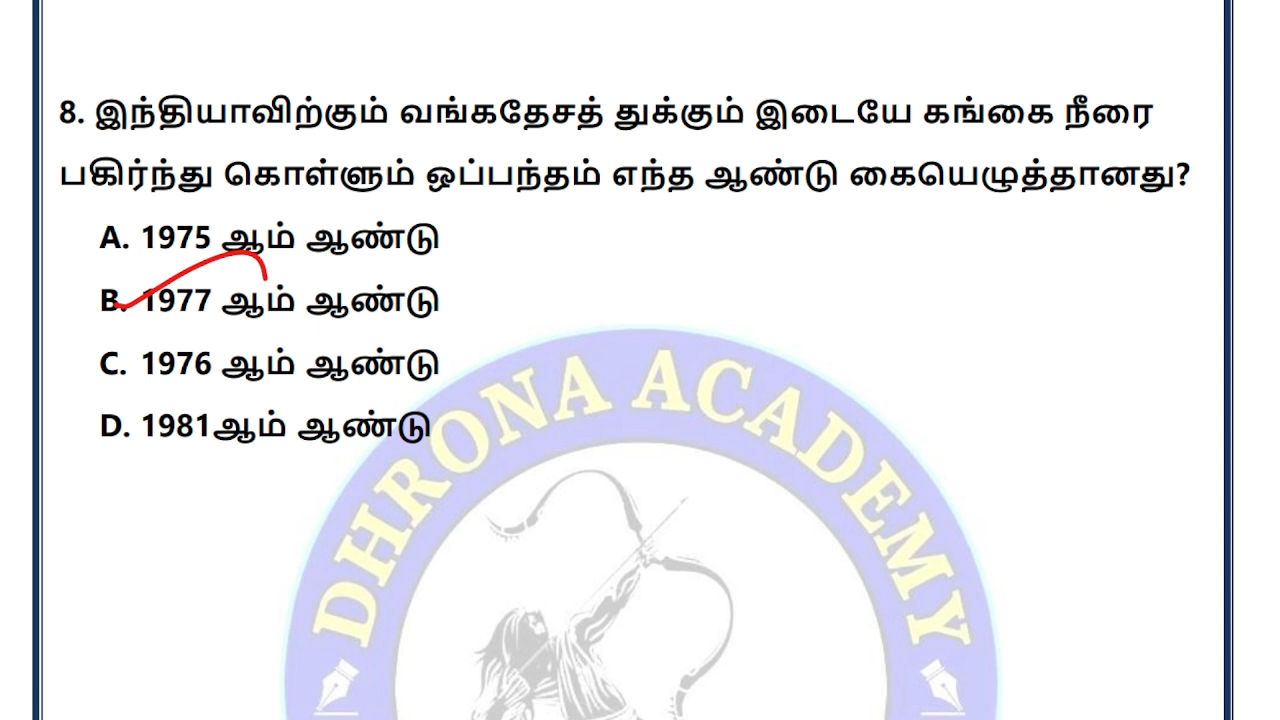 8. இந்தியாவிற்கும் வங்கதேசத் துக்கும் இடையே கங்கை நீரை
பகிர்ந்து கொள்ளும் ஒப்பந்தம் எந்த ஆண்டு கையெழுத்தானது?
A. 1975 ஆம் ஆண்டு
B. 1977 ஆம் ஆண்டு
C. 1976 ஆம் ஆண்டு
D. 1981ஆம் ஆண்டு
DHRONA ACADEMY